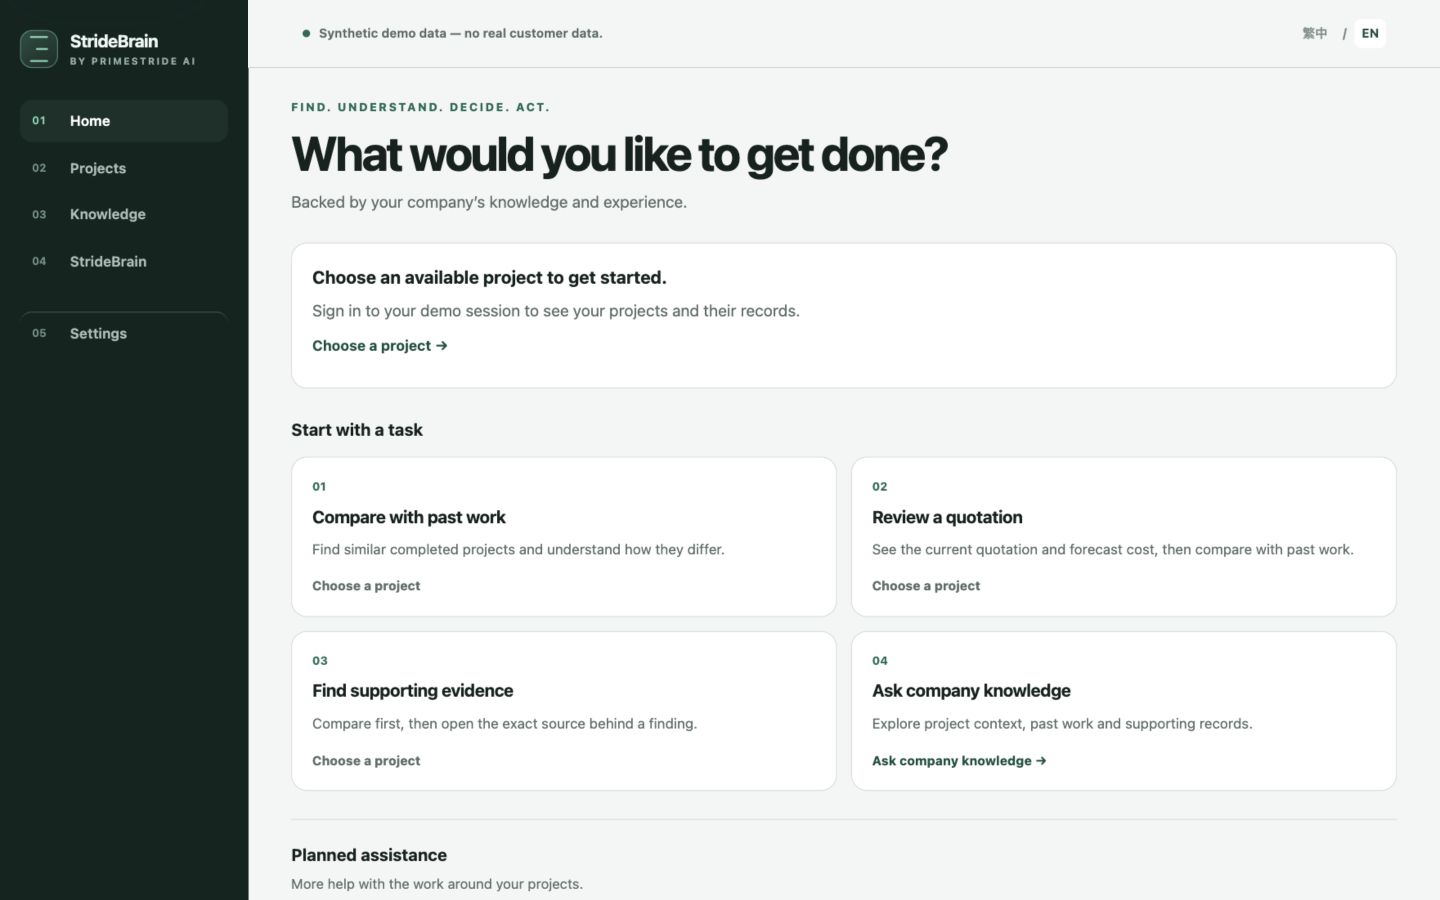 StrideBrain
BY PRIMESTRIDE AI
01 Home
02 Projects
03 Knowledge
04 StrideBrain
05 Settings
Synthetic demo data — no real customer data.
繁中 / EN
FIND. UNDERSTAND. DECIDE. ACT.
What would you like to get done?
Backed by your company’s knowledge and experience.
Choose an available project to get started.
Sign in to your demo session to see your projects and their records.
Choose a project →
Start with a task
01
Compare with past work
Find similar completed projects and understand how they differ.
Choose a project
02
Review a quotation
See the current quotation and forecast cost, then compare with past work.
Choose a project
03
Find supporting evidence
Compare first, then open the exact source behind a finding.
Choose a project
04
Ask company knowledge
Explore project context, past work and supporting records.
Ask company knowledge →
Planned assistance
More help with the work around your projects.